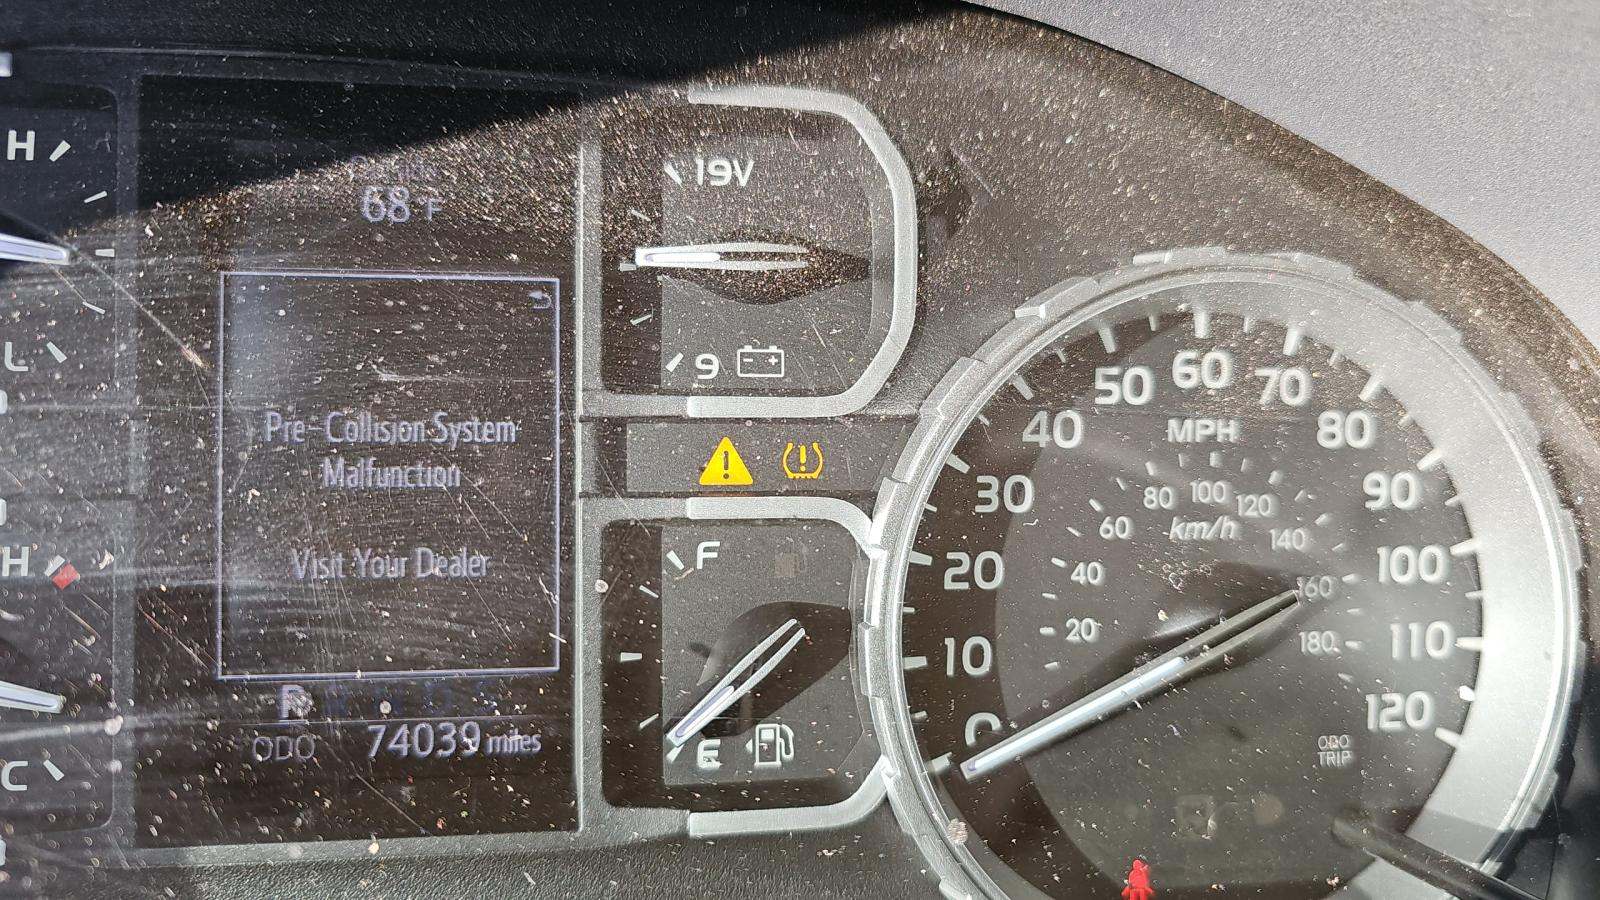 H
L
H
C
68°F
Pre-Collision System
Malfunction
Visit Your Dealer
P
ODO 74039 miles
19V
9
F
E
0
10
20
30
40
50
60
70
80
90
100
110
120
MPH
20
40
60
80
100
120
140
160
180
km/h
ODO
TRIP